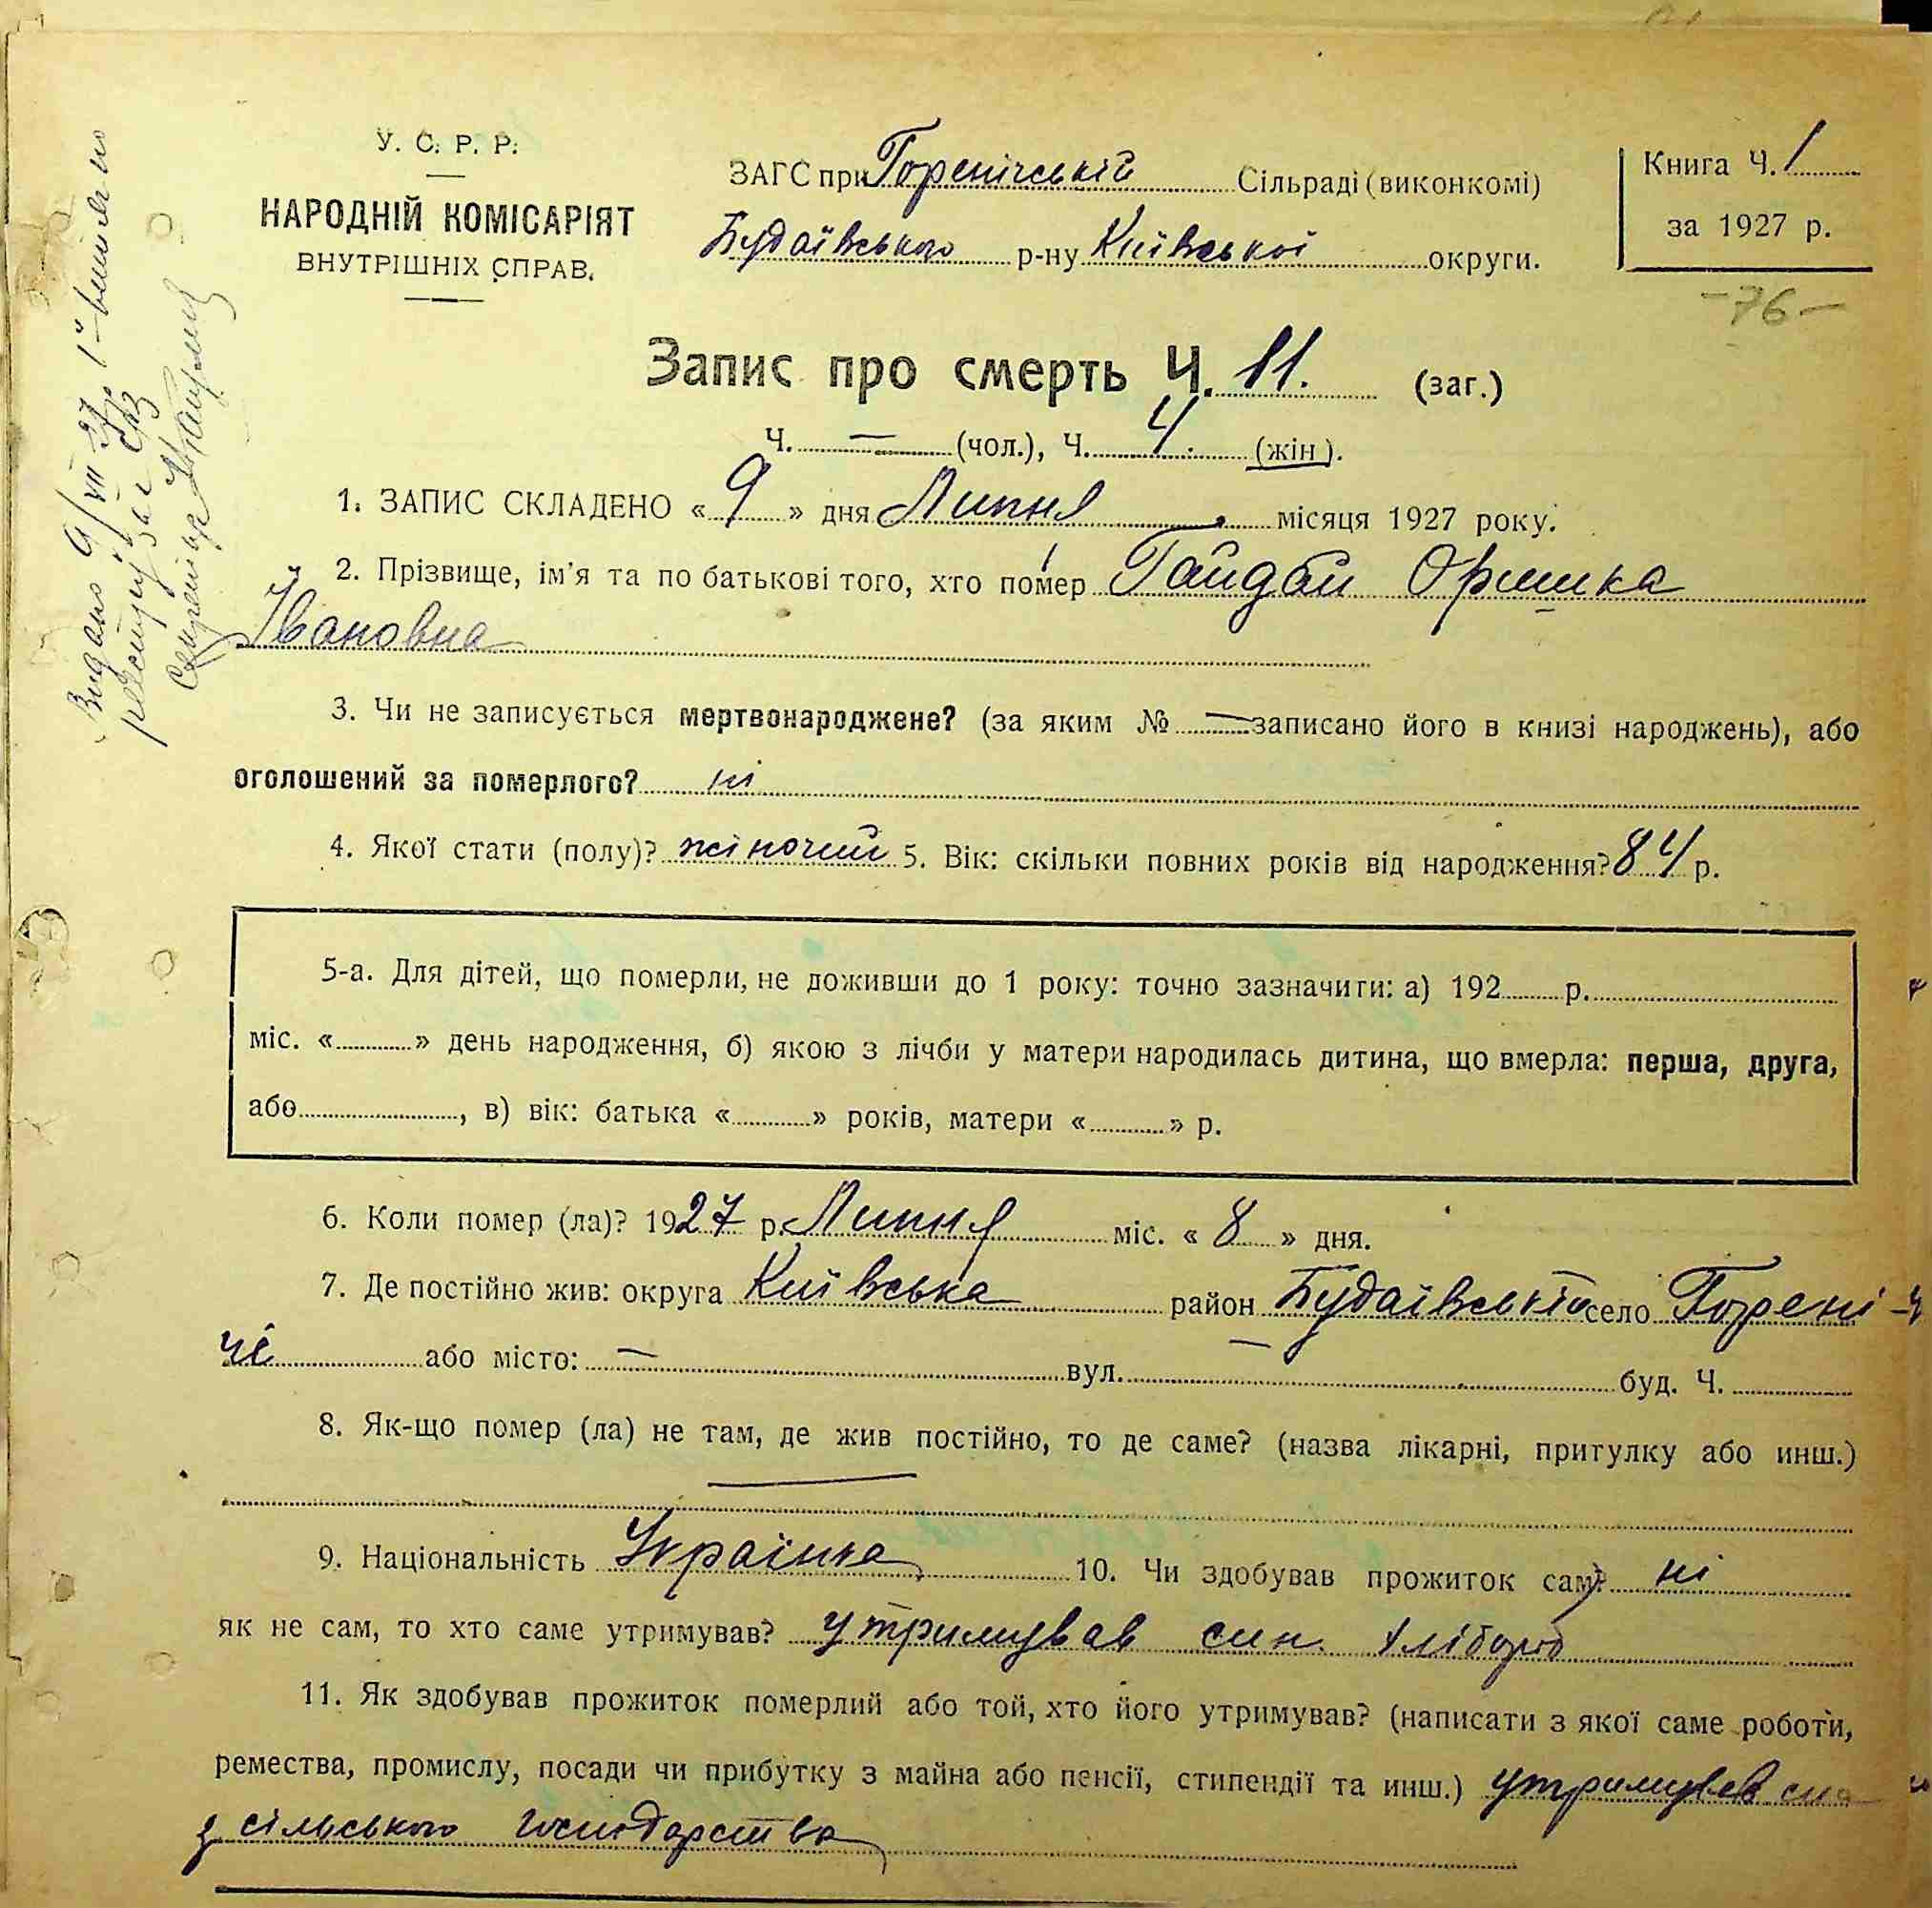 У. С. Р. Р.
НАРОДНІЙ КОМІСАРІЯТ
ВНУТРІШНІХ СПРАВ.
ЗАГС при Горенічській Сільраді (виконкомі)
Будаївського р-ну Київської округи.
Книга Ч. 1
за 1927 р.
-76-
Запис про смерть Ч. 11. (заг.)
Ч. — (чол.), Ч. 4. (жін).
1. ЗАПИС СКЛАДЕНО « 9 » дня Липня місяця 1927 року.
2. Прізвище, ім'я та по батькові того, хто помер Гайдай Оришка
Івановна
3. Чи не записується мертвонароджене? (за яким № — записано його в книзі народжень), або
оголошений за померлого? ні
4. Якої стати (полу)? жіночий 5. Вік: скільки повних років від народження? 84 р.
5-а. Для дітей, що померли, не доживши до 1 року: точно зазначити: а) 192 р.
міс. « » день народження, б) якою з лічби у матери народилась дитина, що вмерла: перша, друга,
або , в) вік: батька « » років, матери « » р.
6. Коли помер (ла)? 1927 р. Липня міс. « 8 » дня.
7. Де постійно жив: округа Київська район Будаївський село Горені
чі або місто: — вул. — буд. Ч.
8. Як-що помер (ла) не там, де жив постійно, то де саме? (назва лікарні, притулку або инш.)
—
9. Національність Українка 10. Чи здобував прожиток сам? ні
як не сам, то хто саме утримував? утримував син хлібороб
11. Як здобував прожиток померлий або той, хто його утримував? (написати з якої саме роботи,
ремества, промислу, посади чи прибутку з майна або пенсії, стипендії та инш.) утримував син
з сільського господарства
Видано 9/VII 27 р.